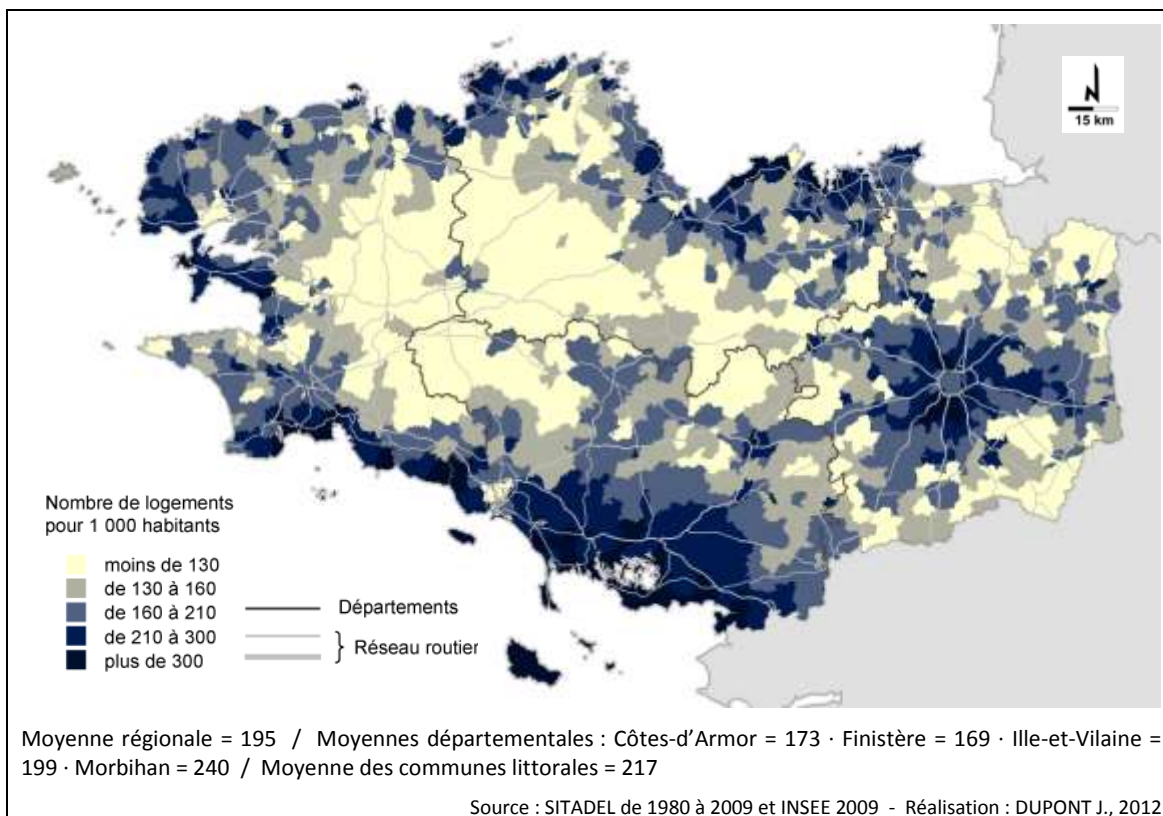 15 km
Nombre de logements
pour 1 000 habitants
moins de 130
de 130 à 160
de 160 à 210
de 210 à 300
plus de 300
Départements
Réseau routier
Moyenne régionale = 195 / Moyennes départementales : Côtes-d’Armor = 173 · Finistère = 169 · Ille-et-Vilaine =
199 · Morbihan = 240 / Moyenne des communes littorales = 217
Source : SITADEL de 1980 à 2009 et INSEE 2009 - Réalisation : DUPONT J., 2012